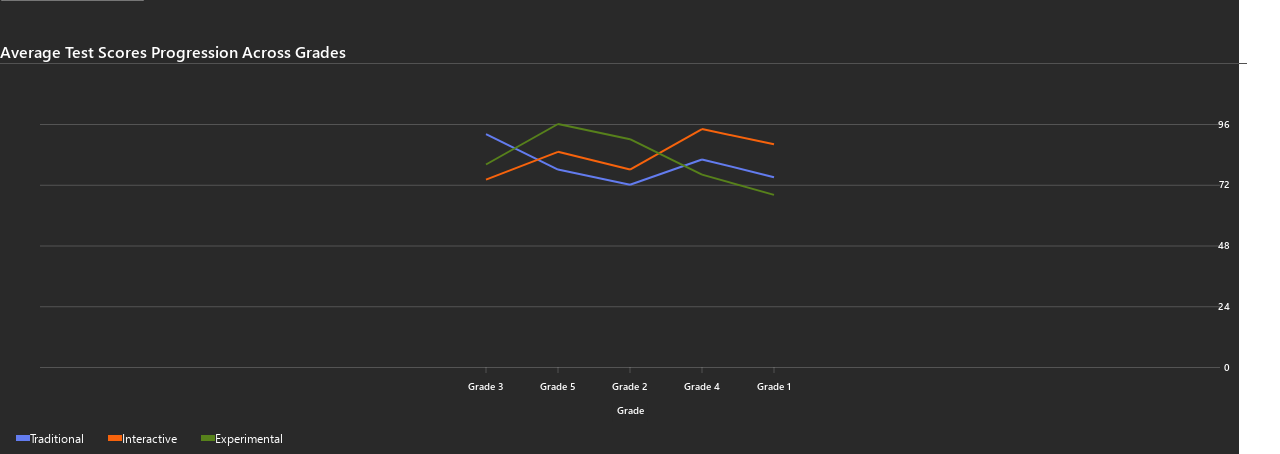 Average Test Scores Progression Across Grades
96
72
48
24
0
Grade 3 Grade 5 Grade 2 Grade 4 Grade 1
Grade
Traditional Interactive Experimental